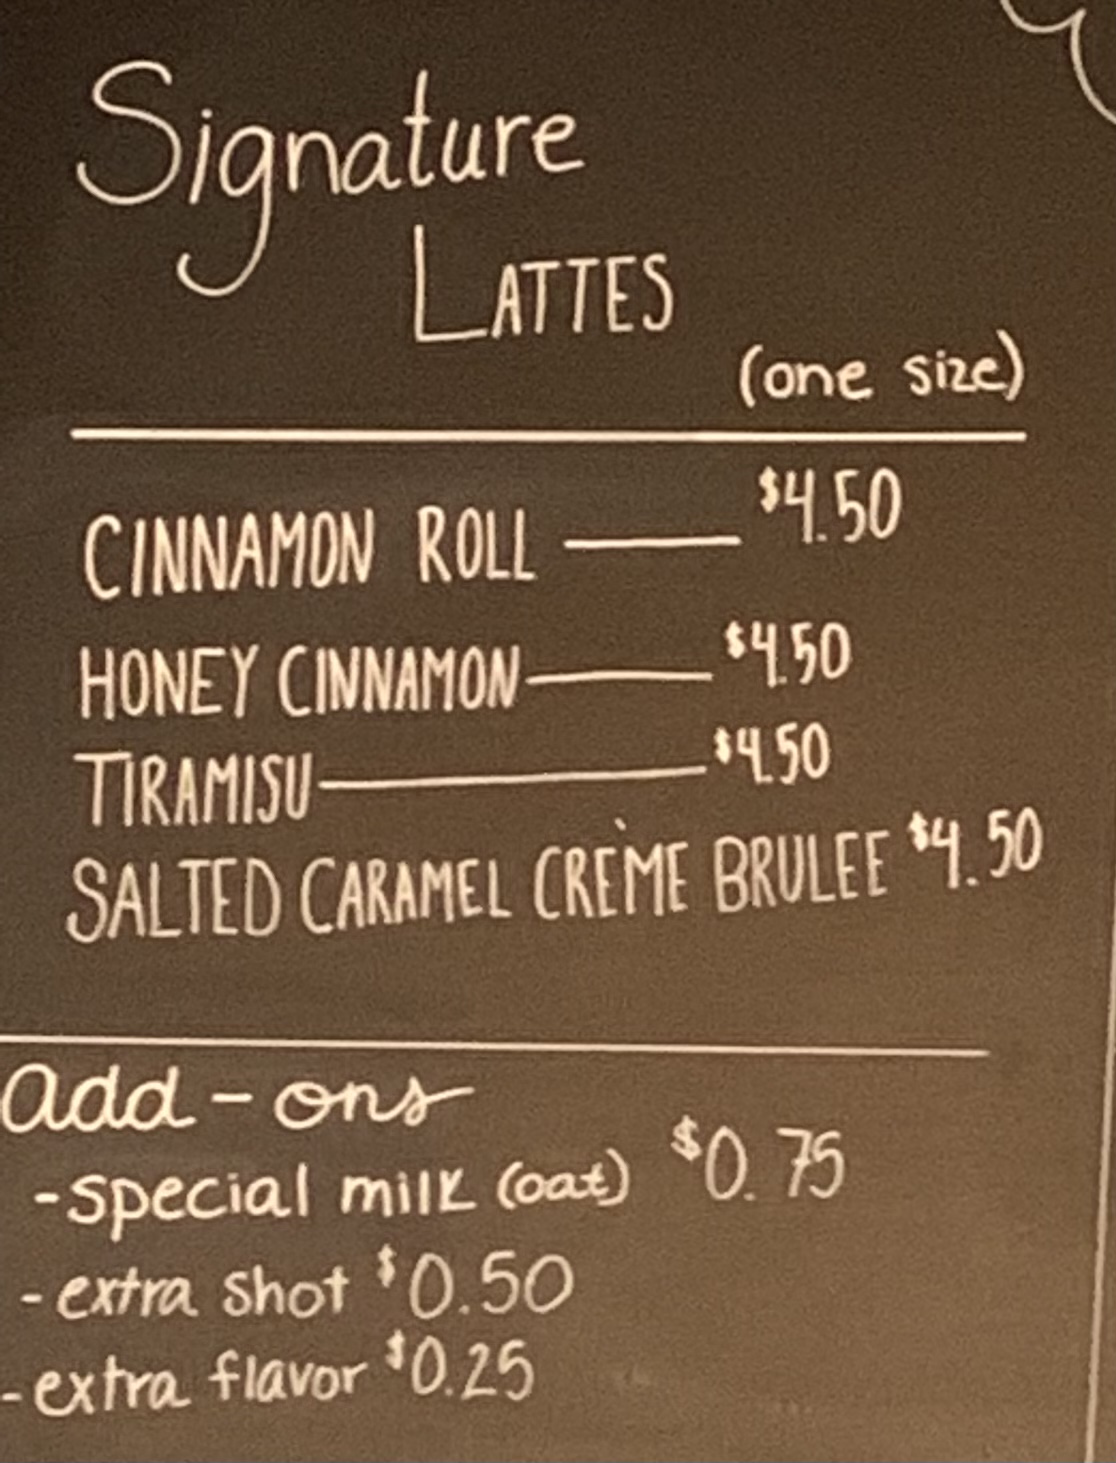 Signature
LATTES
(one size)
CINNAMON ROLL — $4.50
HONEY CINNAMON — $4.50
TIRAMISU — $4.50
SALTED CARAMEL CRÈME BRULEE $4.50
add-ons
-special milk (oat) $0.75
-extra shot $0.50
-extra flavor $0.25